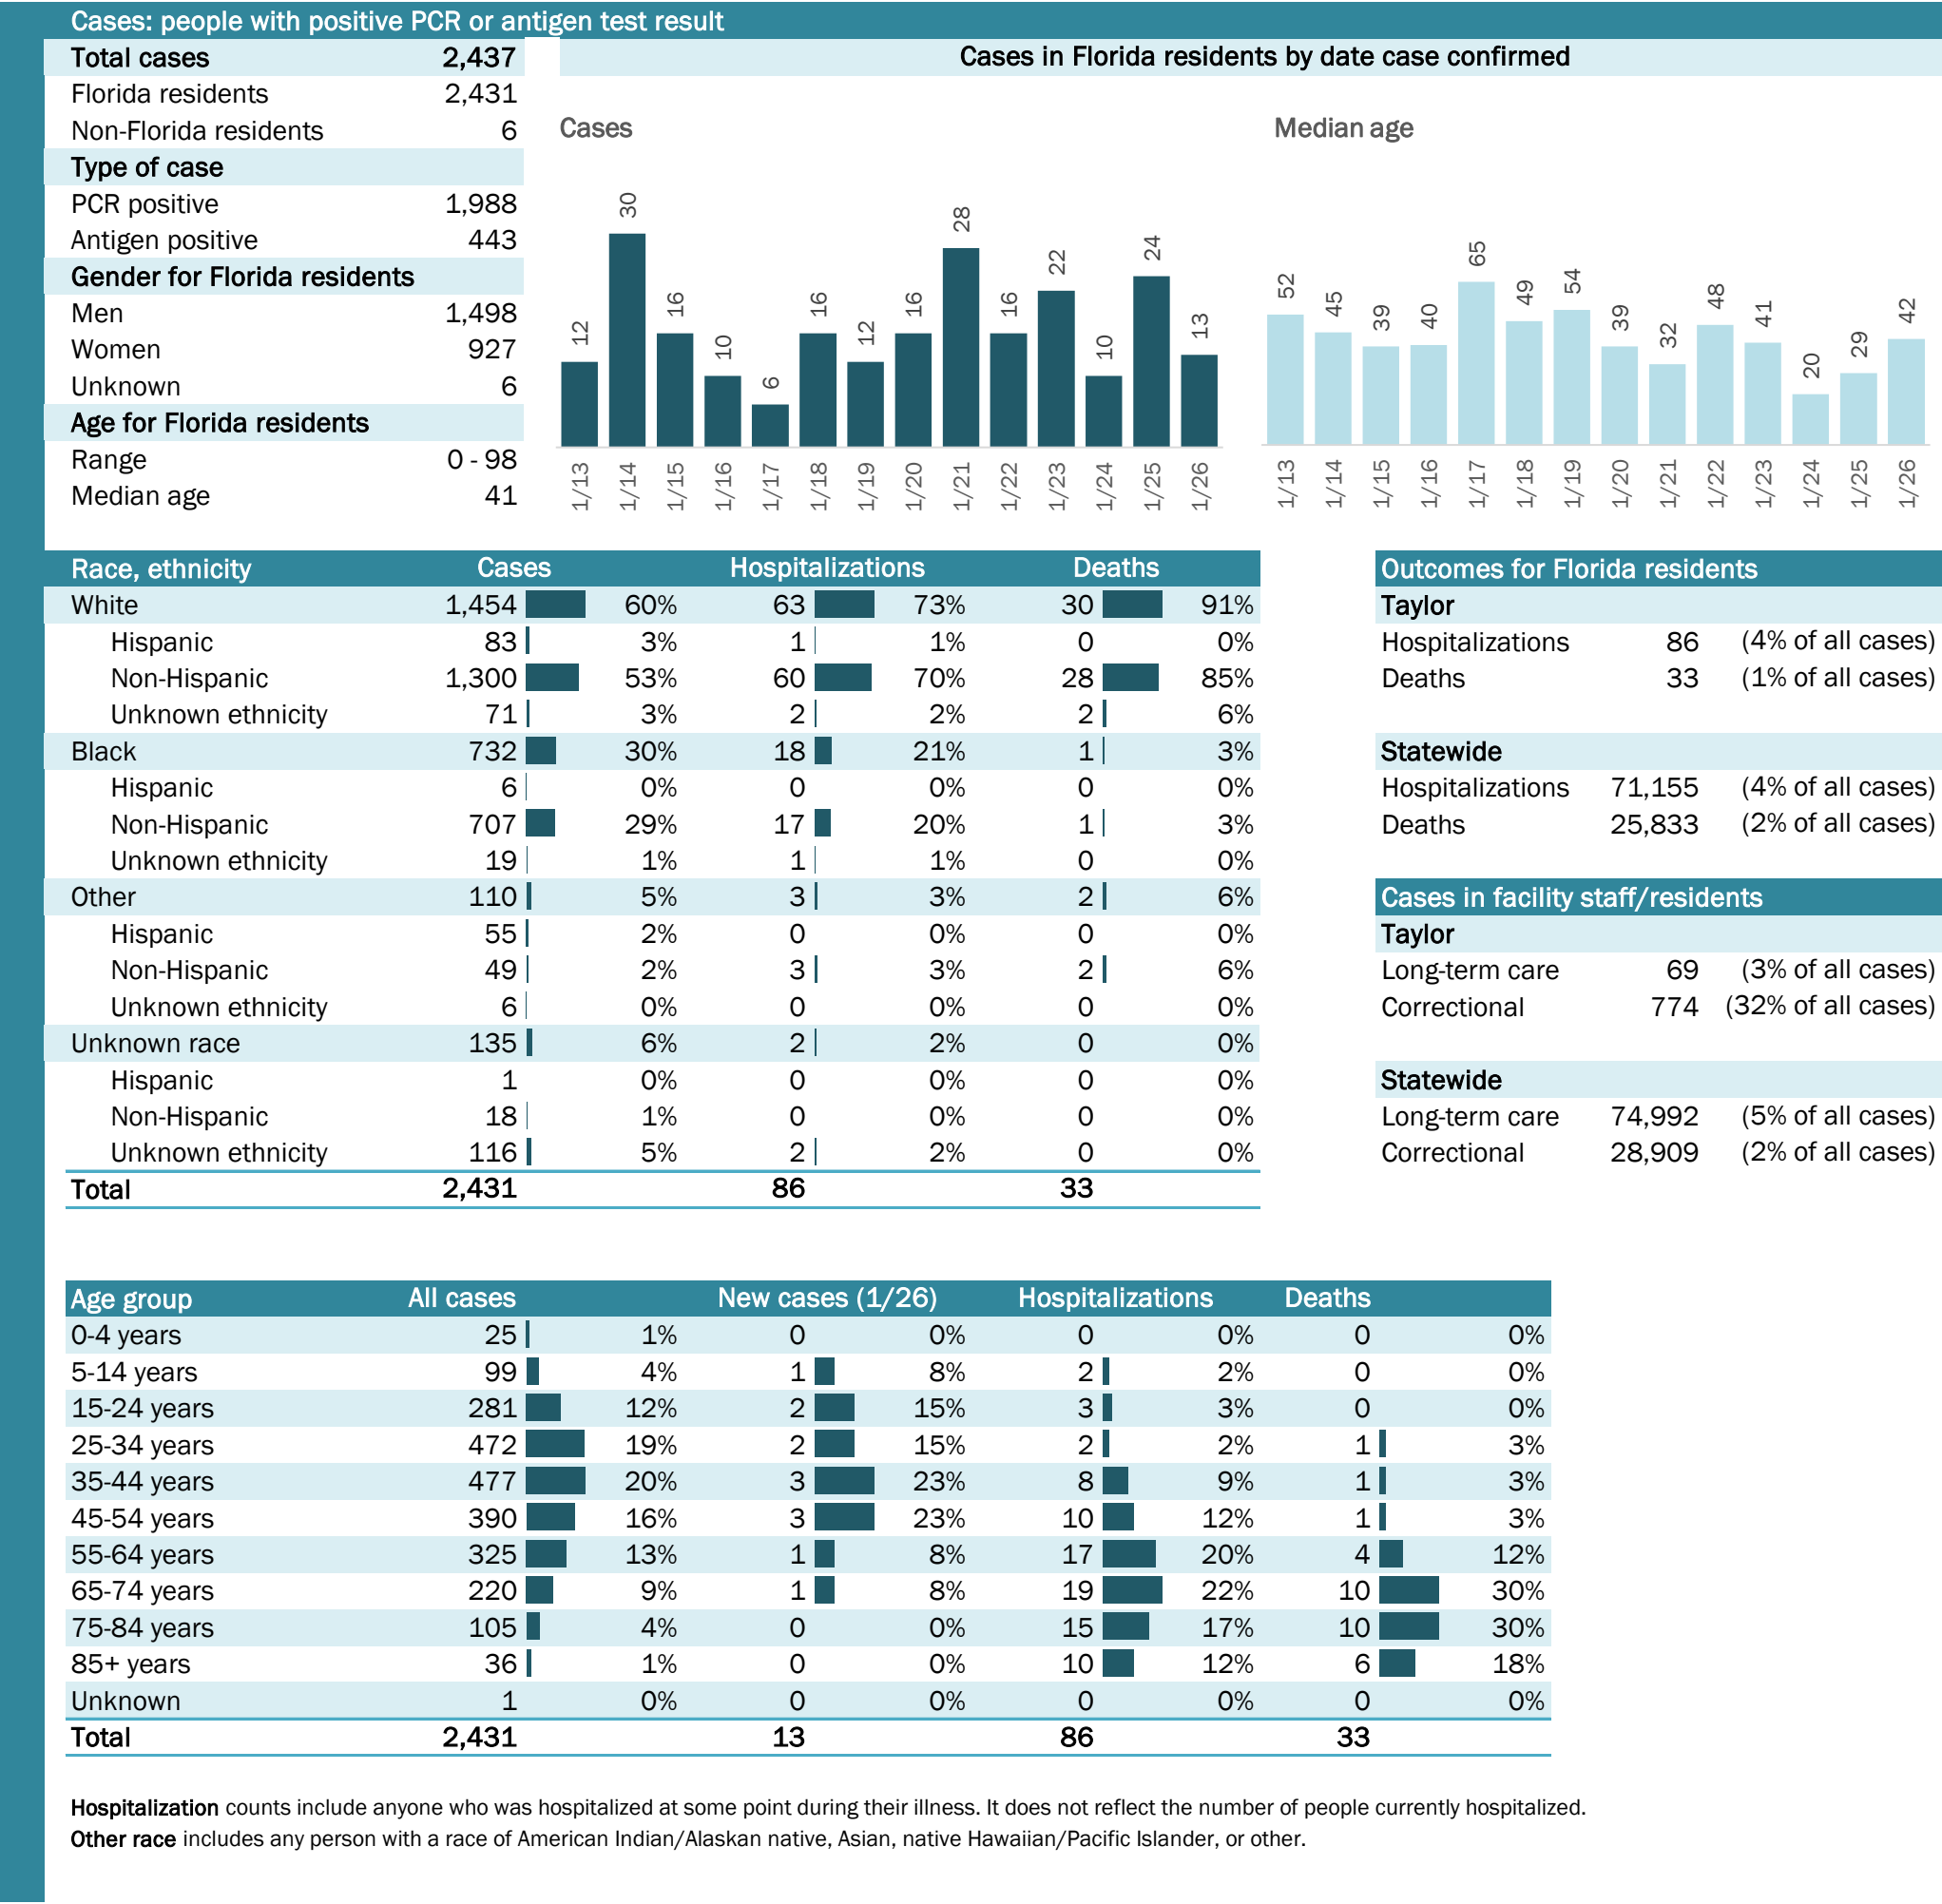 Cases: people with positive PCR or antigen test result
Total cases 2,437
Florida residents 2,431
Non-Florida residents 6
Type of case
PCR positive 1,988
Antigen positive 443
Gender for Florida residents
Men 1,498
Women 927
Unknown 6
Age for Florida residents
Range 0 - 98
Median age 41
Cases in Florida residents by date case confirmed
Cases
12 30 16 10 6 16 12 16 28 16 22 10 24 13
1/13 1/14 1/15 1/16 1/17 1/18 1/19 1/20 1/21 1/22 1/23 1/24 1/25 1/26
Median age
52 45 39 40 65 49 54 39 32 48 41 20 29 42
1/13 1/14 1/15 1/16 1/17 1/18 1/19 1/20 1/21 1/22 1/23 1/24 1/25 1/26
Race, ethnicity Cases Hospitalizations Deaths
White 1,454 60% 63 73% 30 91%
Hispanic 83 3% 1 1% 0 0%
Non-Hispanic 1,300 53% 60 70% 28 85%
Unknown ethnicity 71 3% 2 2% 2 6%
Black 732 30% 18 21% 1 3%
Hispanic 6 0% 0 0% 0 0%
Non-Hispanic 707 29% 17 20% 1 3%
Unknown ethnicity 19 1% 1 1% 0 0%
Other 110 5% 3 3% 2 6%
Hispanic 55 2% 0 0% 0 0%
Non-Hispanic 49 2% 3 3% 2 6%
Unknown ethnicity 6 0% 0 0% 0 0%
Unknown race 135 6% 2 2% 0 0%
Hispanic 1 0% 0 0% 0 0%
Non-Hispanic 18 1% 0 0% 0 0%
Unknown ethnicity 116 5% 2 2% 0 0%
Total 2,431 86 33
Outcomes for Florida residents
Taylor
Hospitalizations 86 (4% of all cases)
Deaths 33 (1% of all cases)
Statewide
Hospitalizations 71,155 (4% of all cases)
Deaths 25,833 (2% of all cases)
Cases in facility staff/residents
Taylor
Long-term care 69 (3% of all cases)
Correctional 774 (32% of all cases)
Statewide
Long-term care 74,992 (5% of all cases)
Correctional 28,909 (2% of all cases)
Age group All cases New cases (1/26) Hospitalizations Deaths
0-4 years 25 1% 0 0% 0 0% 0 0%
5-14 years 99 4% 1 8% 2 2% 0 0%
15-24 years 281 12% 2 15% 3 3% 0 0%
25-34 years 472 19% 2 15% 2 2% 1 3%
35-44 years 477 20% 3 23% 8 9% 1 3%
45-54 years 390 16% 3 23% 10 12% 1 3%
55-64 years 325 13% 1 8% 17 20% 4 12%
65-74 years 220 9% 1 8% 19 22% 10 30%
75-84 years 105 4% 0 0% 15 17% 10 30%
85+ years 36 1% 0 0% 10 12% 6 18%
Unknown 1 0% 0 0% 0 0% 0 0%
Total 2,431 13 86 33
Hospitalization counts include anyone who was hospitalized at some point during their illness. It does not reflect the number of people currently hospitalized.
Other race includes any person with a race of American Indian/Alaskan native, Asian, native Hawaiian/Pacific Islander, or other.